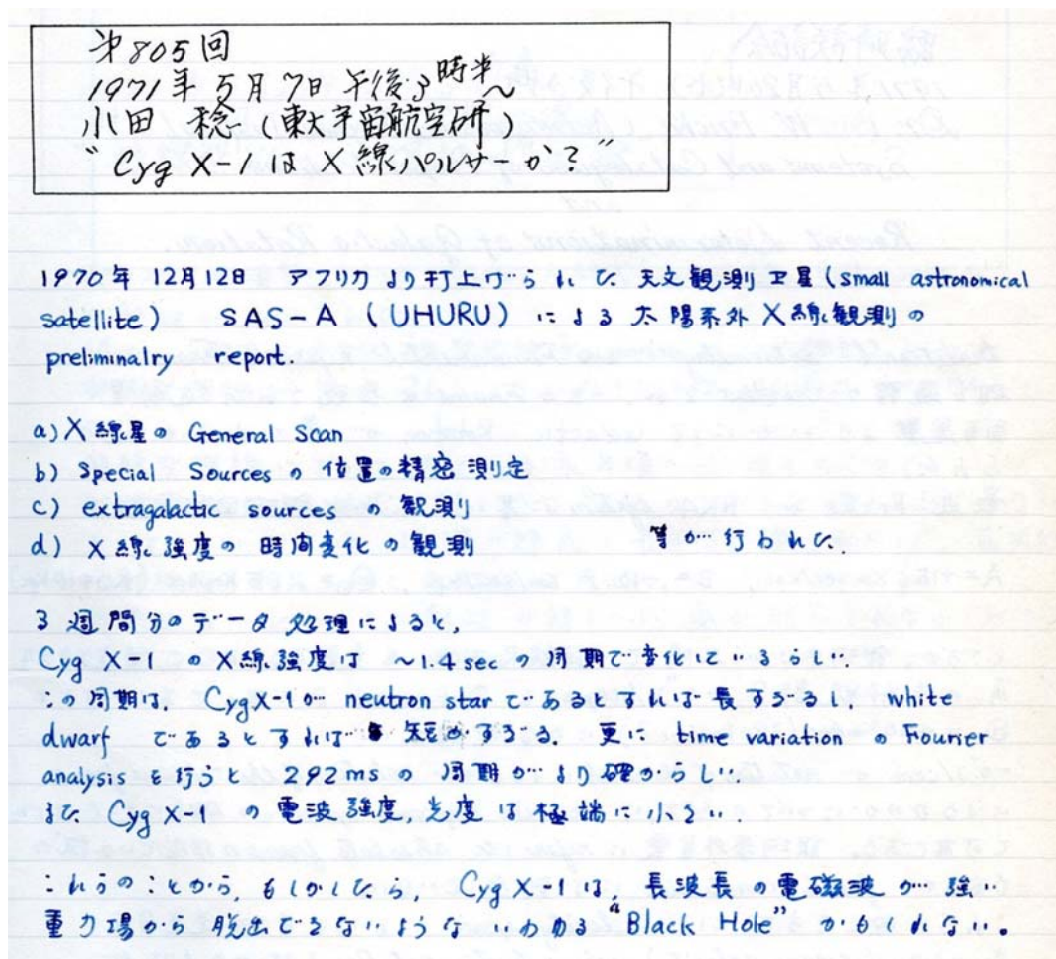 第805回
1971年5月7日午後3時半~
小田 稔(東大宇宙航空研)
"Cyg X-1は X線パルサーか?"
1970年12月12日 アフリカより打上げられた 天文観測卫星(small astronomical
satellite) SAS-A (UHURU) による 太陽系外X線観測の
preliminalry report.
a) X線星の General Scan
b) Special Sources の 位置の精密測定
c) extragalactic sources の観測
d) X線強度の 時间変化の観測 等が行われた。
3週間分のデータ処理によると,
Cyg X-1 の X線強度は ~1.4 sec の周期で変化しているらしい.
この周期は, Cyg X-1が neutron star であるとすれば長すぎるし, white
dwarf であるとすれば 短かすぎる. 更に time variation の Fourier
analysis を行うと 292 ms の 周期がより確からしい.
また Cyg X-1 の電波強度, 光度は極端に小さい.
これらのことから, もしかしたら, Cyg X-1は, 長波長の電磁波が強い
重力場から脱出できないような いわゆる "Black Hole" かもしれない。